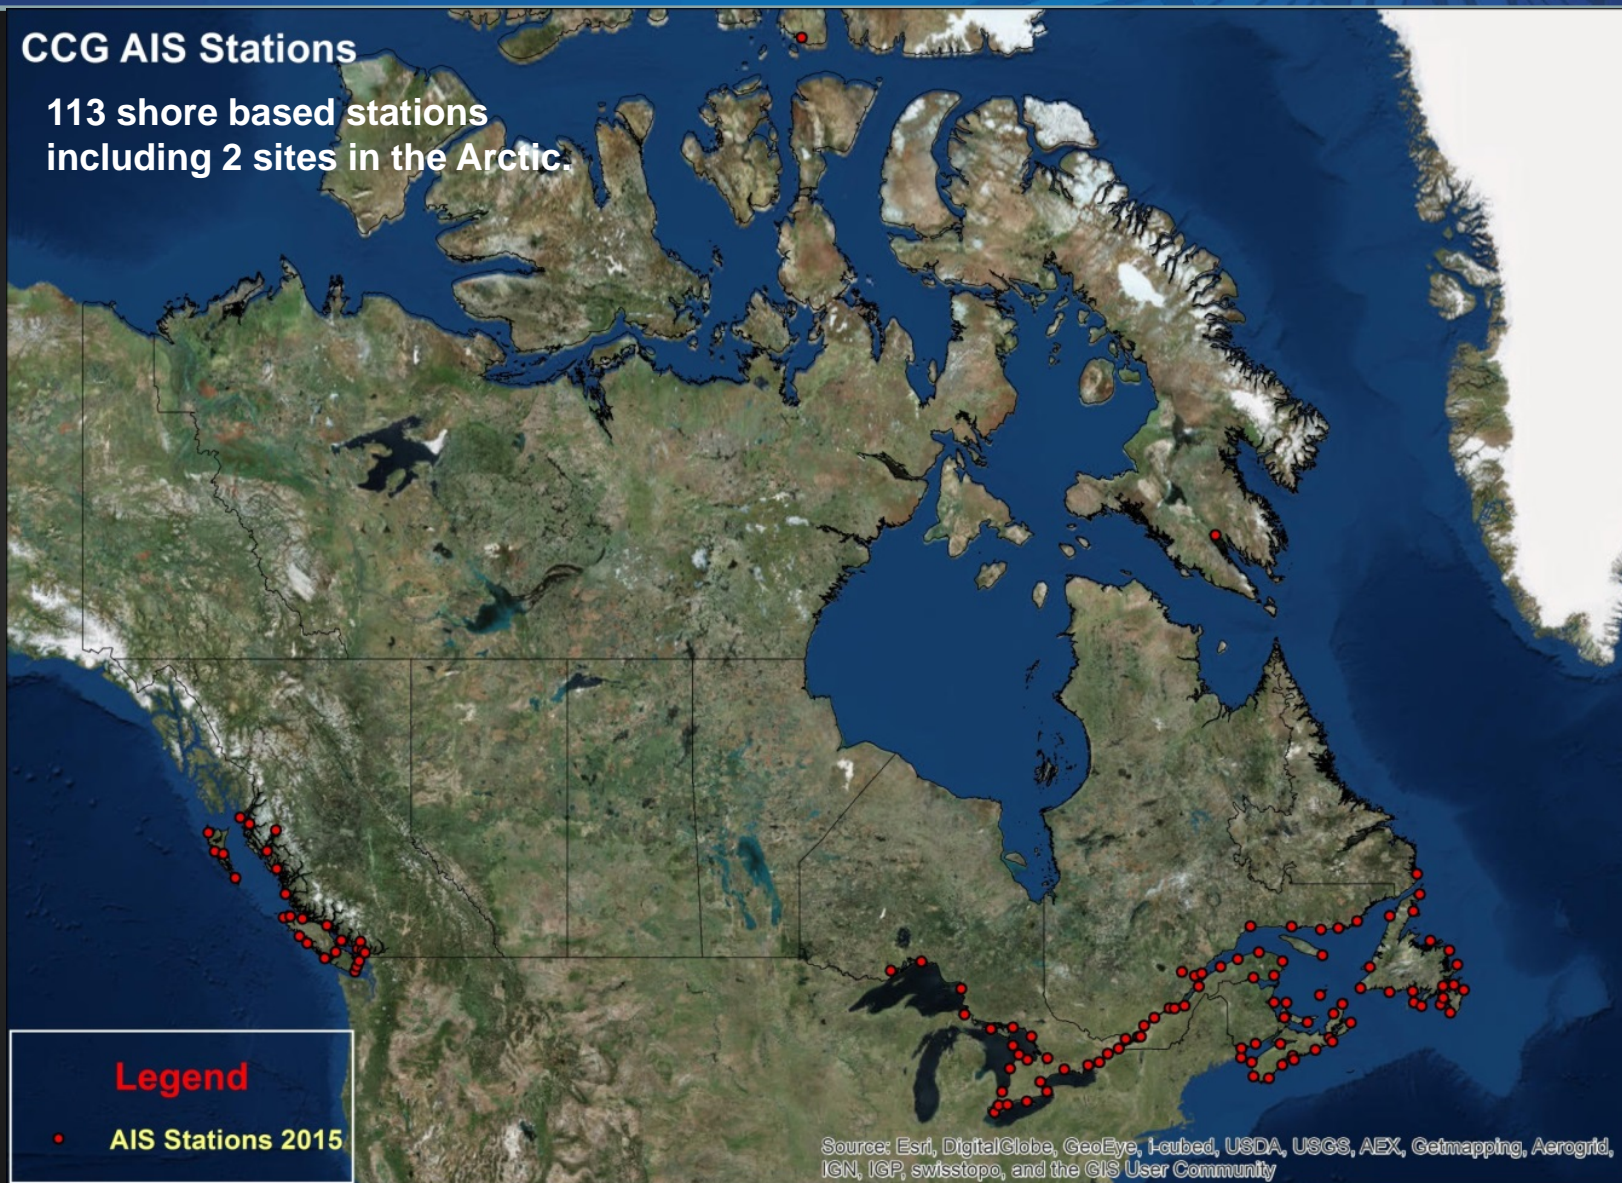 CCG AIS Stations
113 shore based stations
including 2 sites in the Arctic.
Legend
AIS Stations 2015
Source: Esri, DigitalGlobe, GeoEye, i-cubed, USDA, USGS, AEX, Getmapping, Aerogrid,
IGN, IGP, swisstopo, and the GIS User Community